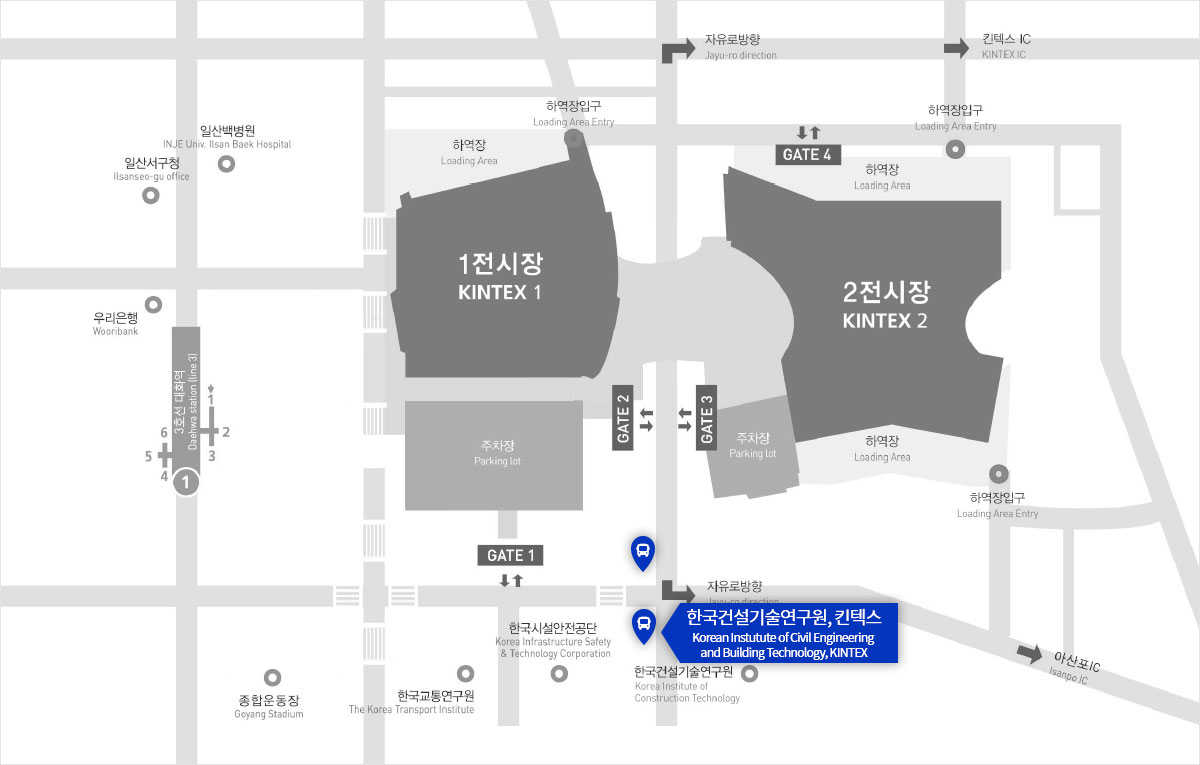 자유로방향
Jayu-ro direction
킨텍스 IC
KINTEX IC
하역장입구
Loading Area Entry
하역장입구
Loading Area Entry
일산백병원
INJE Univ. Ilsan Baek Hospital
하역장
Loading Area
GATE 4
일산서구청
Ilsanseo-gu office
하역장
Loading Area
1전시장
KINTEX 1
2전시장
KINTEX 2
우리은행
Wooribank
3호선 대화역
Daehwa station (line 3)
1
2
3
4
5
6
1
GATE 2
GATE 3
주차장
Parking lot
주차장
Parking lot
하역장
Loading Area
하역장입구
Loading Area Entry
GATE 1
자유로방향
Jayu-ro direction
한국건설기술연구원, 킨텍스
Korean Instutute of Civil Engineering
and Building Technology, KINTEX
한국시설안전공단
Korea Infrastructure Safety
& Technology Corporation
아산포IC
Isanpo IC
한국건설기술연구원
Korea Institute of
Construction Technology
종합운동장
Goyang Stadium
한국교통연구원
The Korea Transport Institute